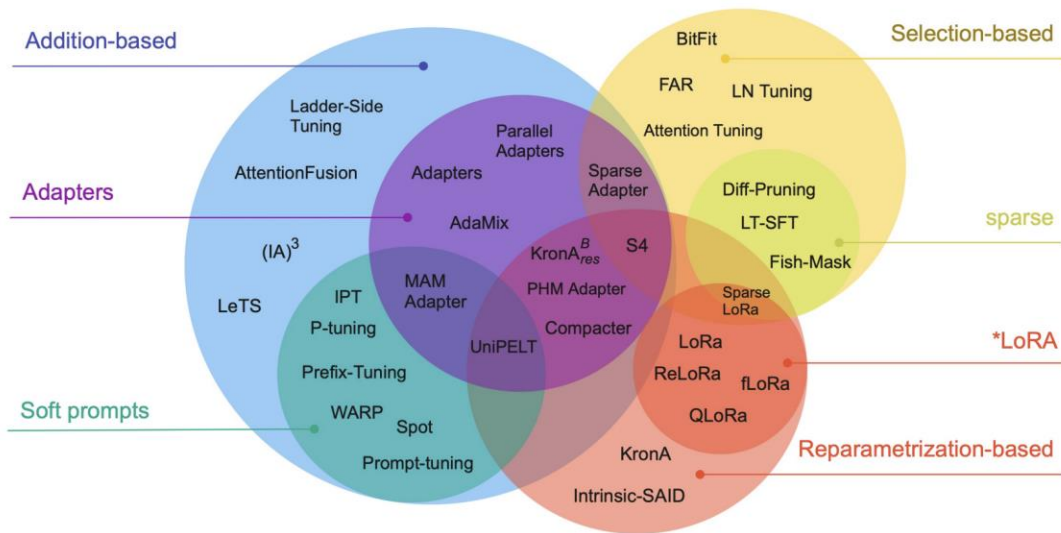 Addition-based
Selection-based
BitFit
FAR
LN Tuning
Ladder-Side
Tuning
Parallel
Adapters
Attention Tuning
AttentionFusion
Adapters
Sparse
Adapter
Adapters
Diff-Pruning
AdaMix
LT-SFT
sparse
(IA)³
KronA^B_res
S4
Fish-Mask
MAM
Adapter
IPT
PHM Adapter
Sparse
LoRa
LeTS
P-tuning
Compacter
UniPELT
LoRa
*LoRA
Prefix-Tuning
ReLoRa
fLoRa
Soft prompts
WARP
Spot
QLoRa
Prompt-tuning
KronA
Reparametrization-based
Intrinsic-SAID